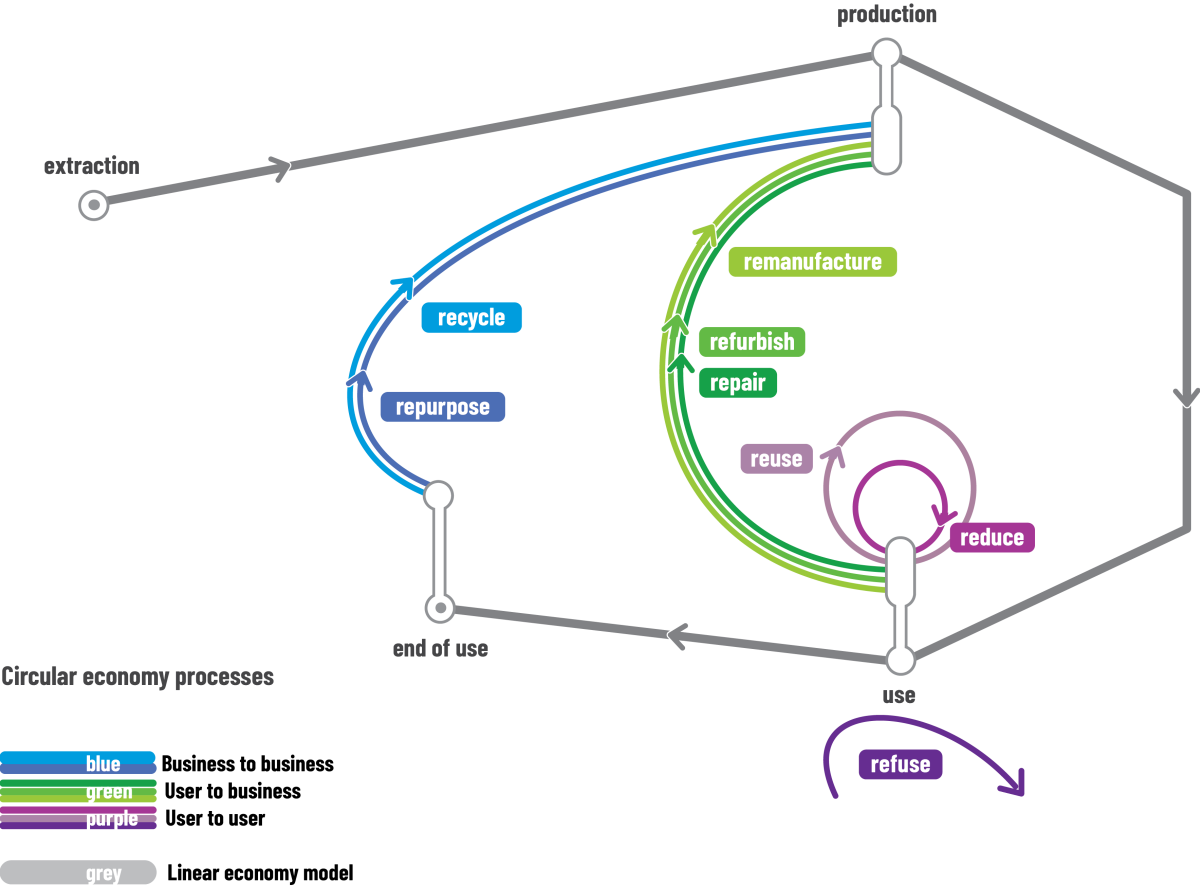 production
extraction
remanufacture
recycle
refurbish
repair
repurpose
reuse
reduce
end of use
use
refuse
Circular economy processes
blue Business to business
green User to business
purple User to user
grey Linear economy model